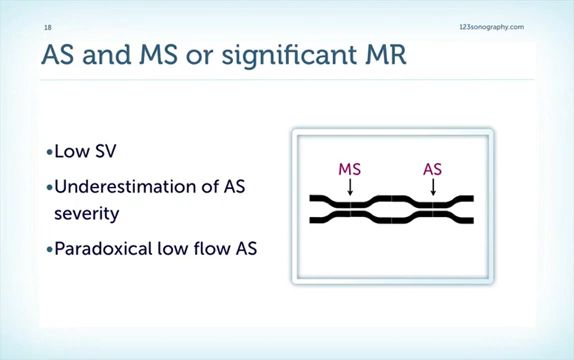 18
123sonography.com
AS and MS or significant MR
•Low SV
•Underestimation of AS
severity
•Paradoxical low flow AS
MS
AS